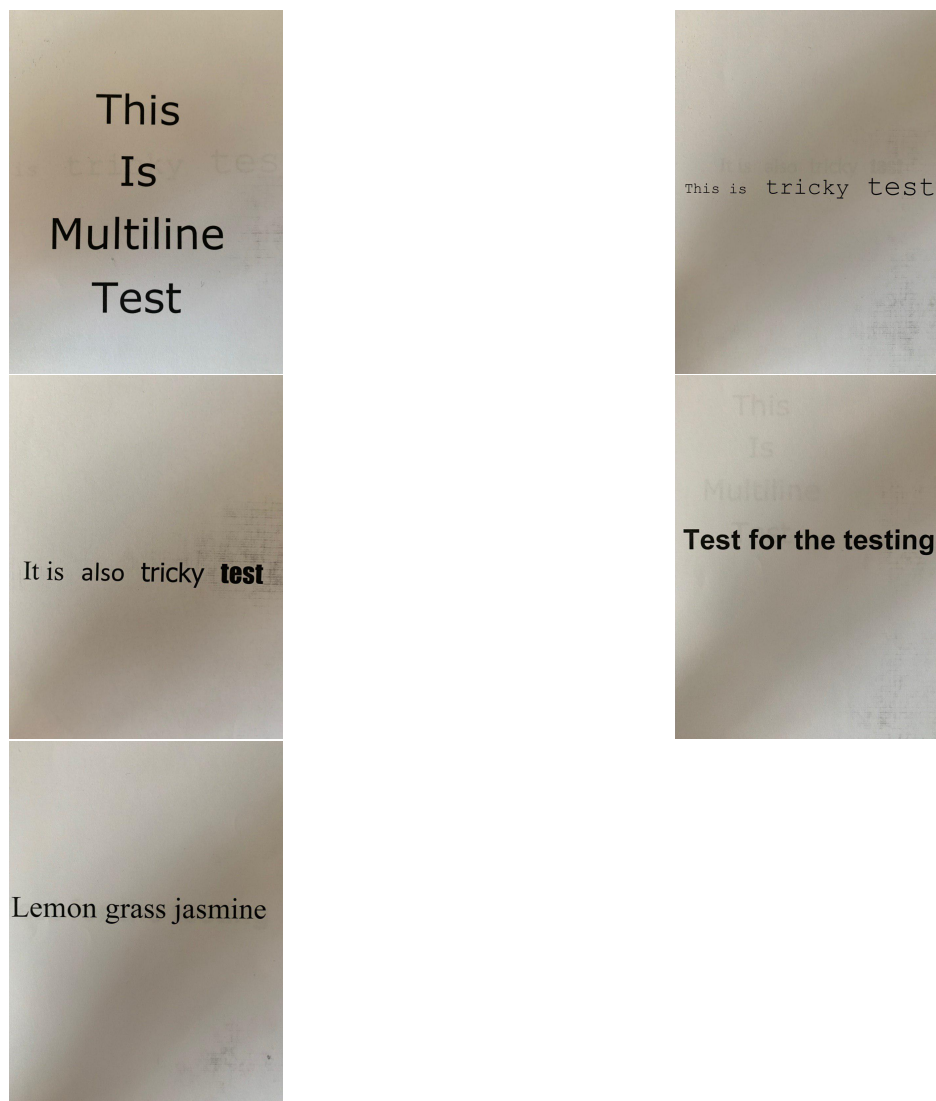 This
Is
Multiline
Test
This is tricky test
It is also tricky test
Test for the testing
Lemon grass jasmine